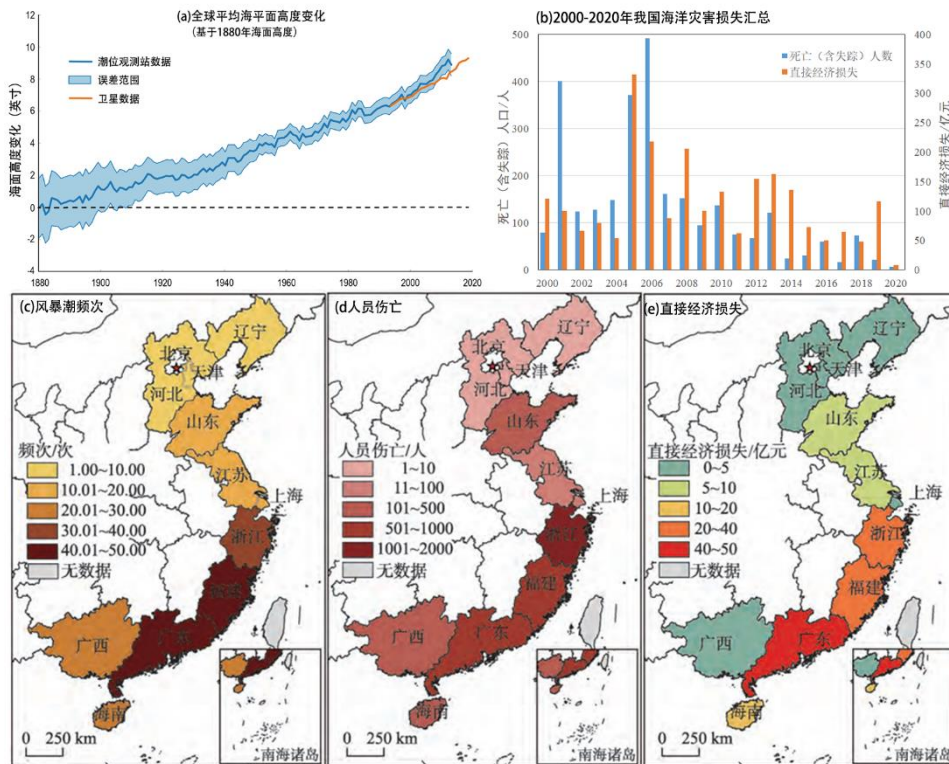 (a)全球平均海平面高度变化
(基于1880年海面高度)
潮位观测站数据
误差范围
卫星数据
海面高度变化（英寸）
12
10
8
6
4
2
0
-2
-4
1880
1900
1920
1940
1960
1980
2000
2020
(b)2000-2020年我国海洋灾害损失汇总
死亡（含失踪）人数
直接经济损失
死亡（含失踪）人口/人
500
400
300
200
100
0
直接经济损失/亿元
400
350
300
250
200
150
100
50
0
2000 2002 2004 2006 2008 2010 2012 2014 2016 2018 2020
(c)风暴潮频次
辽宁
北京
天津
河北
山东
江苏
上海
浙江
福建
广东
广西
海南
频次/次
1.00~10.00
10.01~20.00
20.01~30.00
30.01~40.00
40.01~50.00
无数据
0 250 km
南海诸岛
(d)人员伤亡
辽宁
北京
天津
河北
山东
江苏
上海
浙江
福建
广东
广西
海南
人员伤亡/人
1~10
11~100
101~500
501~1000
1001~2000
无数据
0 250 km
南海诸岛
(e)直接经济损失
辽宁
北京
天津
河北
山东
江苏
上海
浙江
福建
广东
广西
海南
直接经济损失/亿元
0~5
5~10
10~20
20~40
40~50
无数据
0 250 km
南海诸岛